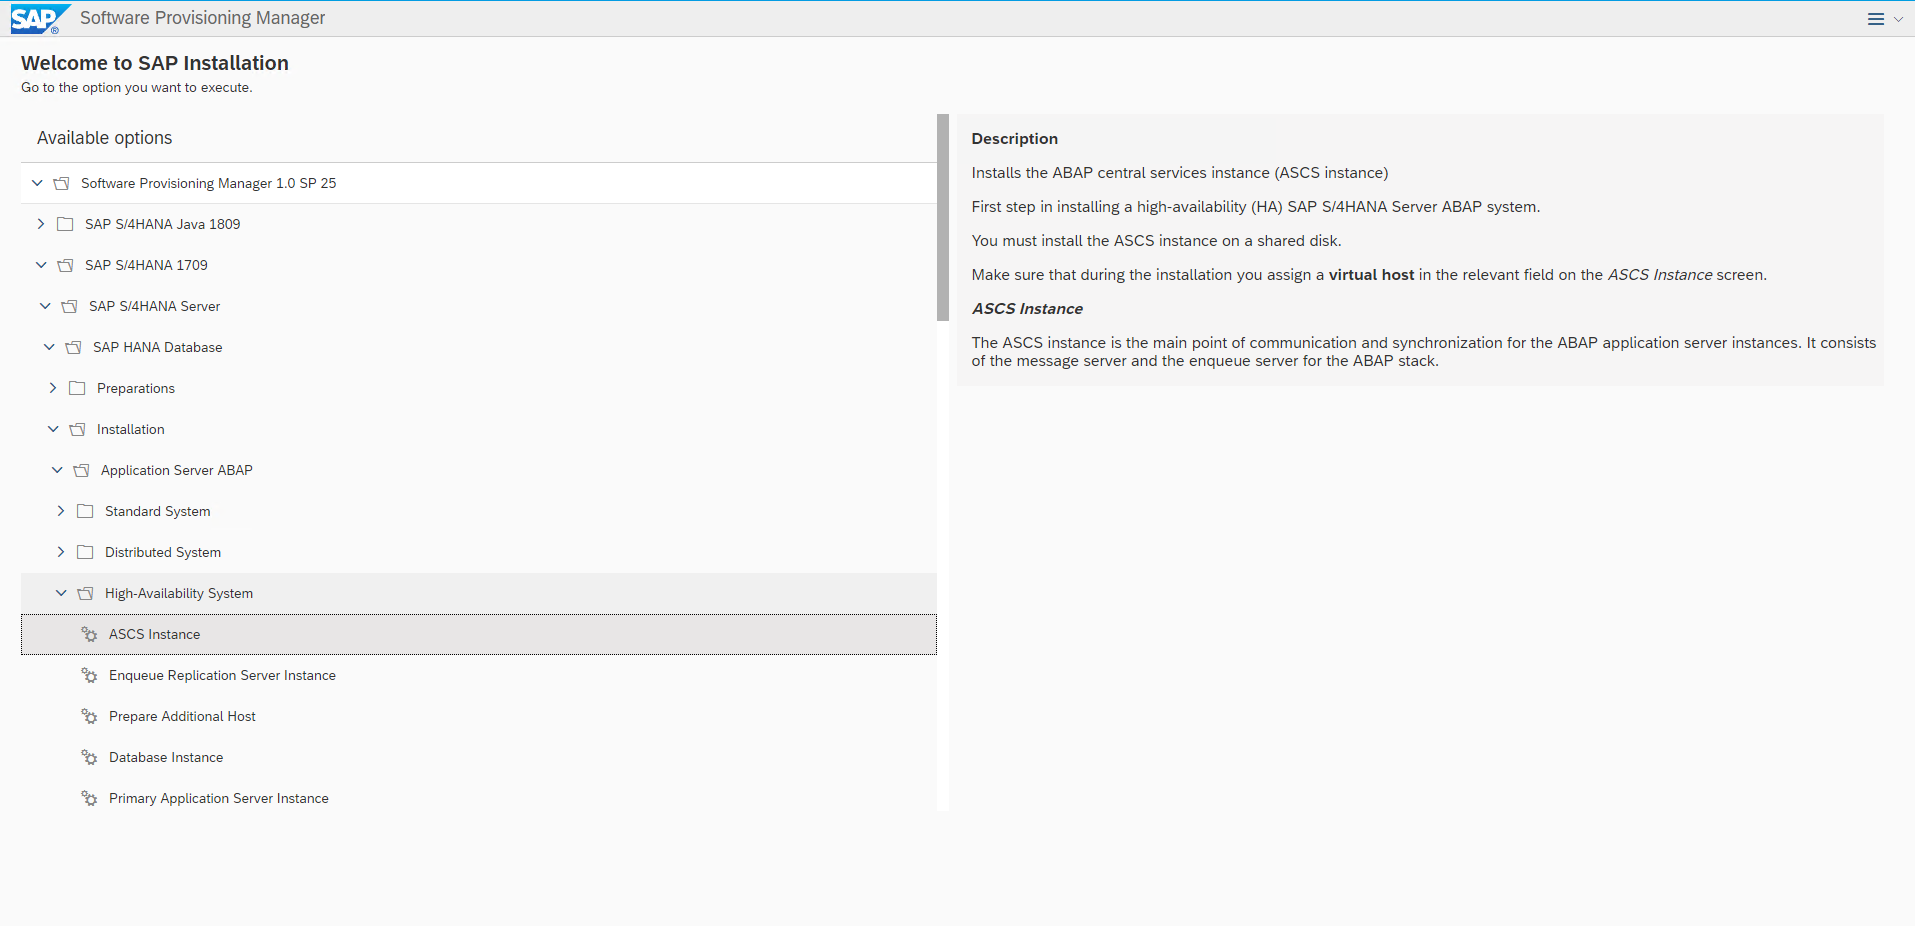 SAP® Software Provisioning Manager
Welcome to SAP Installation
Go to the option you want to execute.
Available options
Software Provisioning Manager 1.0 SP 25
SAP S/4HANA Java 1809
SAP S/4HANA 1709
SAP S/4HANA Server
SAP HANA Database
Preparations
Installation
Application Server ABAP
Standard System
Distributed System
High-Availability System
ASCS Instance
Enqueue Replication Server Instance
Prepare Additional Host
Database Instance
Primary Application Server Instance
Description
Installs the ABAP central services instance (ASCS instance)
First step in installing a high-availability (HA) SAP S/4HANA Server ABAP system.
You must install the ASCS instance on a shared disk.
Make sure that during the installation you assign a virtual host in the relevant field on the ASCS Instance screen.
ASCS Instance
The ASCS instance is the main point of communication and synchronization for the ABAP application server instances. It consists
of the message server and the enqueue server for the ABAP stack.